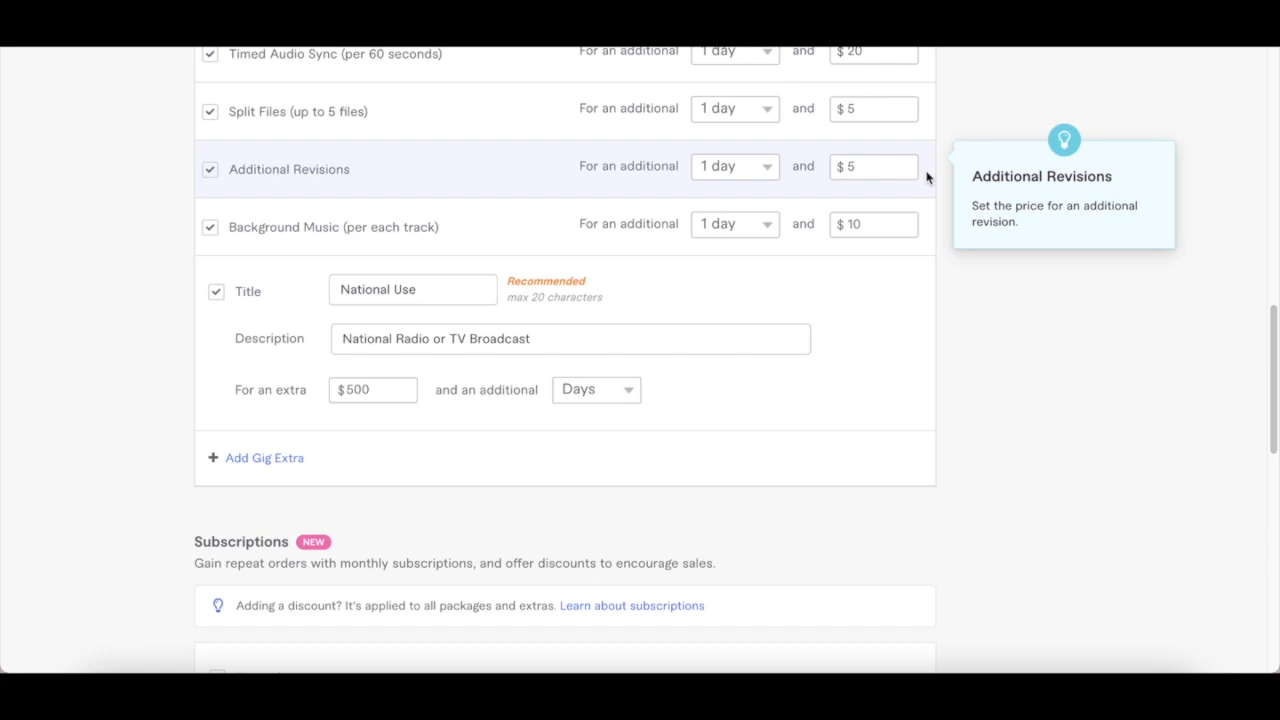 Timed Audio Sync (per 60 seconds) For an additional 1 day and $ 20
Split Files (up to 5 files) For an additional 1 day and $ 5
Additional Revisions For an additional 1 day and $ 5
Additional Revisions
Set the price for an additional
revision.
Background Music (per each track) For an additional 1 day and $ 10
Title National Use Recommended
max 20 characters
Description National Radio or TV Broadcast
For an extra $500 and an additional Days
+ Add Gig Extra
Subscriptions NEW
Gain repeat orders with monthly subscriptions, and offer discounts to encourage sales.
Adding a discount? It's applied to all packages and extras. Learn about subscriptions